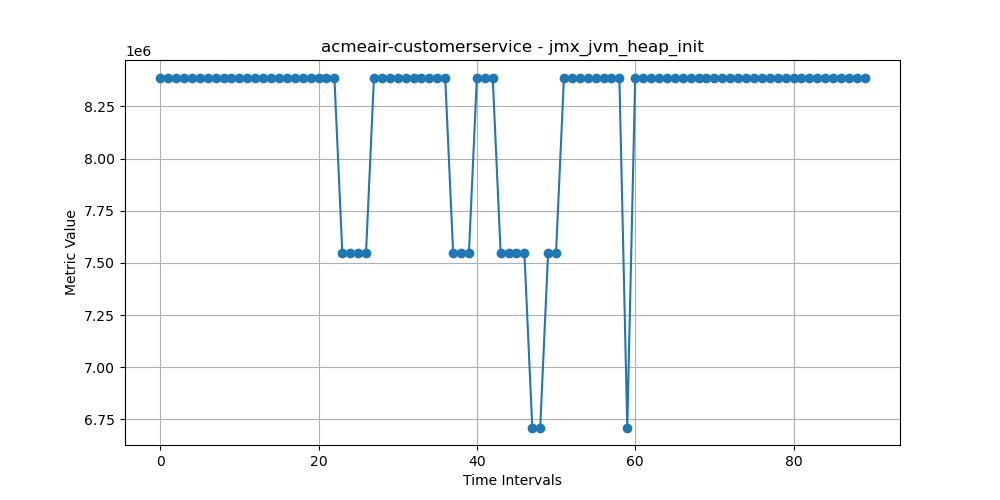 acmeair-customerservice - jmx_jvm_heap_init
1e6
8.25
8.00
7.75
7.50
7.25
7.00
6.75
Metric Value
0 20 40 60 80
Time Intervals